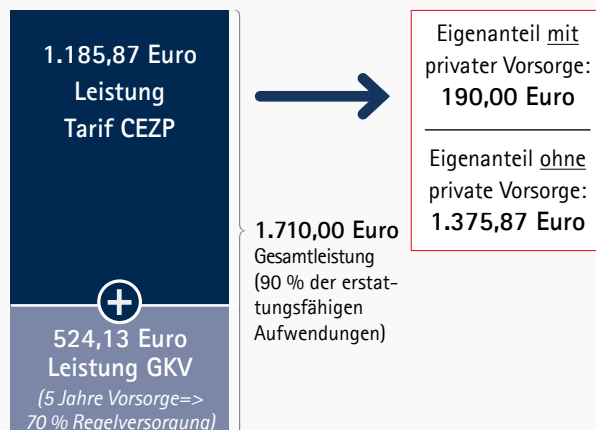 1.185,87 Euro
Leistung
Tarif CEZP
+
524,13 Euro
Leistung GKV
(5 Jahre Vorsorge=>
70 % Regelversorgung)
1.710,00 Euro
Gesamtleistung
(90 % der erstat-
tungsfähigen
Aufwendungen)
Eigenanteil mit
privater Vorsorge:
190,00 Euro
Eigenanteil ohne
private Vorsorge:
1.375,87 Euro